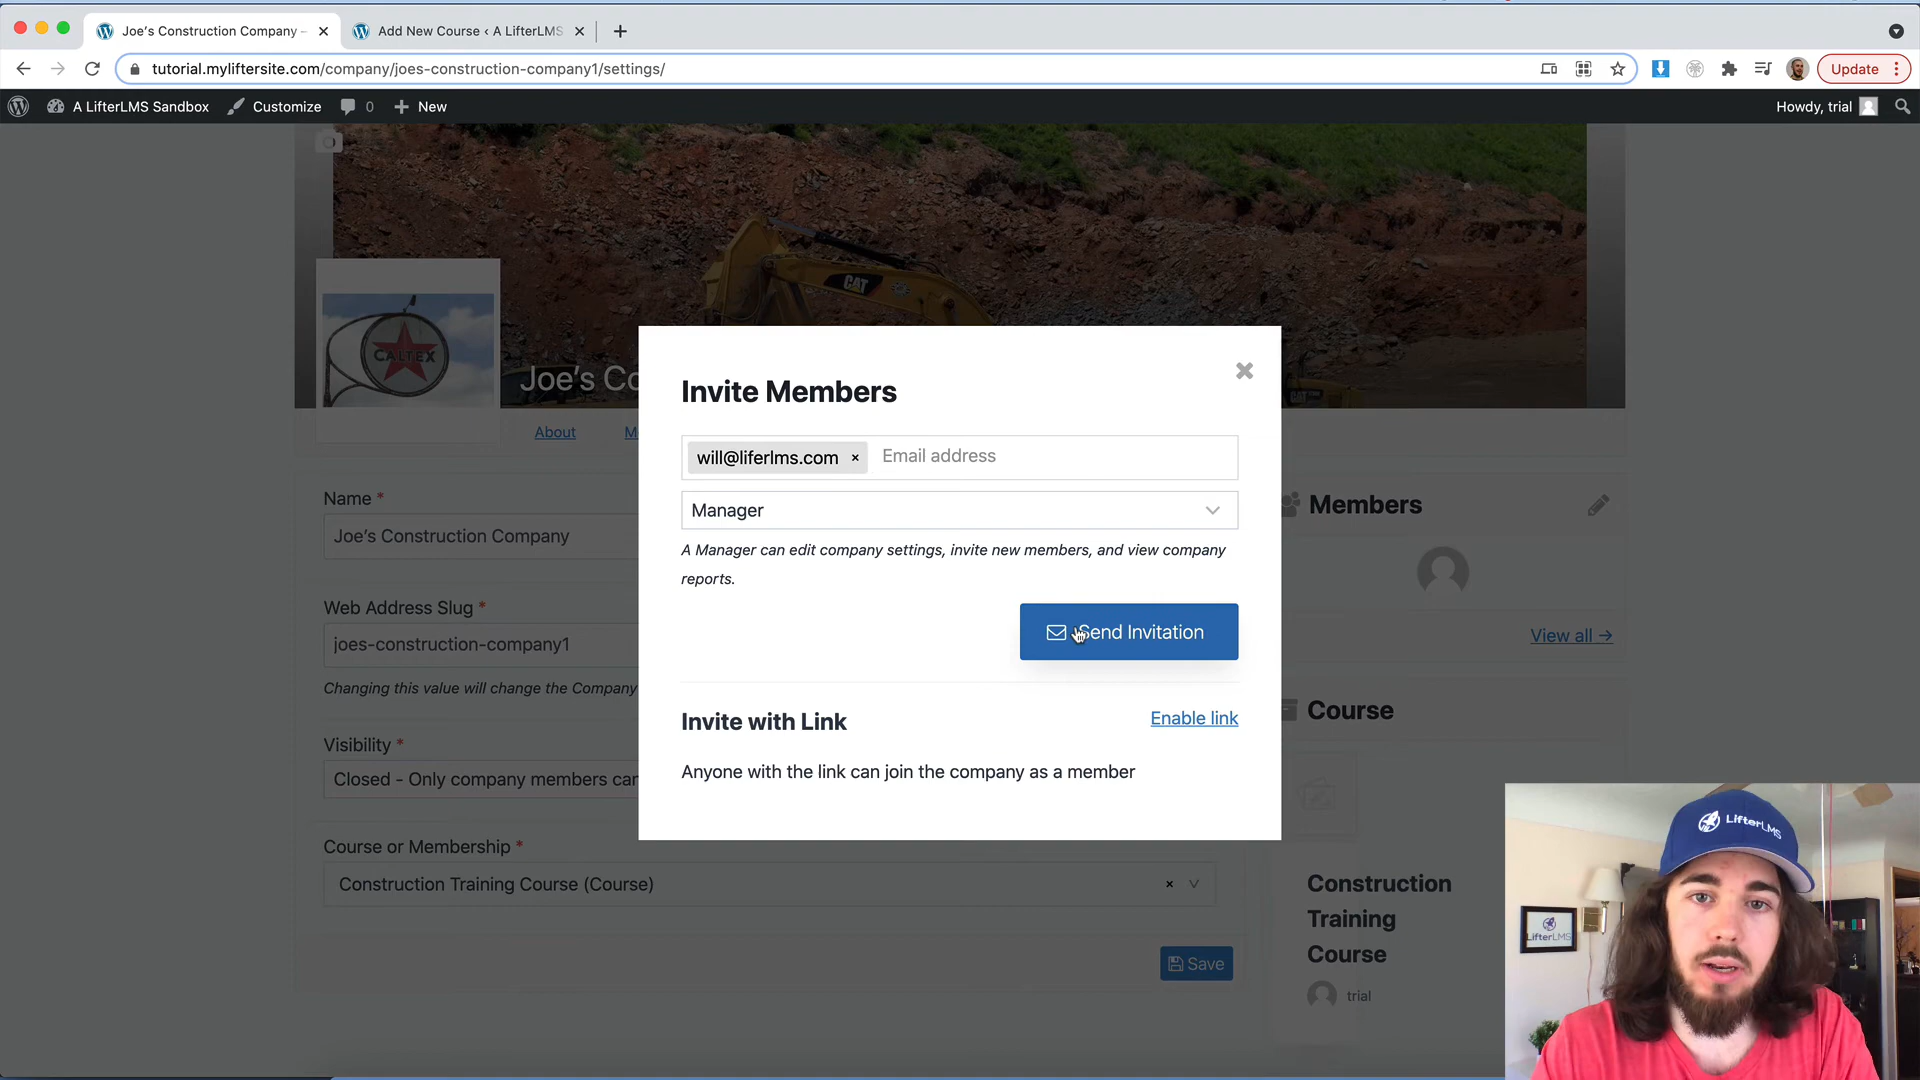 Joe's Construction Company –
Add New Course ‹ A LifterLMS
tutorial.myliftersite.com/company/joes-construction-company1/settings/
Update
A LifterLMS Sandbox
Customize
0
New
Howdy, trial
CAT
CALTEX
Joe's Co
About
M
Invite Members
will@liferlms.com ×
Email address
Manager
A Manager can edit company settings, invite new members, and view company
reports.
Send Invitation
Invite with Link
Enable link
Anyone with the link can join the company as a member
Name *
Joe's Construction Company
Web Address Slug *
joes-construction-company1
Changing this value will change the Company
Visibility *
Closed – Only company members can
Course or Membership *
Construction Training Course (Course)
×
Save
Members
View all →
Course
Construction
Training
Course
trial
LifterLMS
LifterLMS